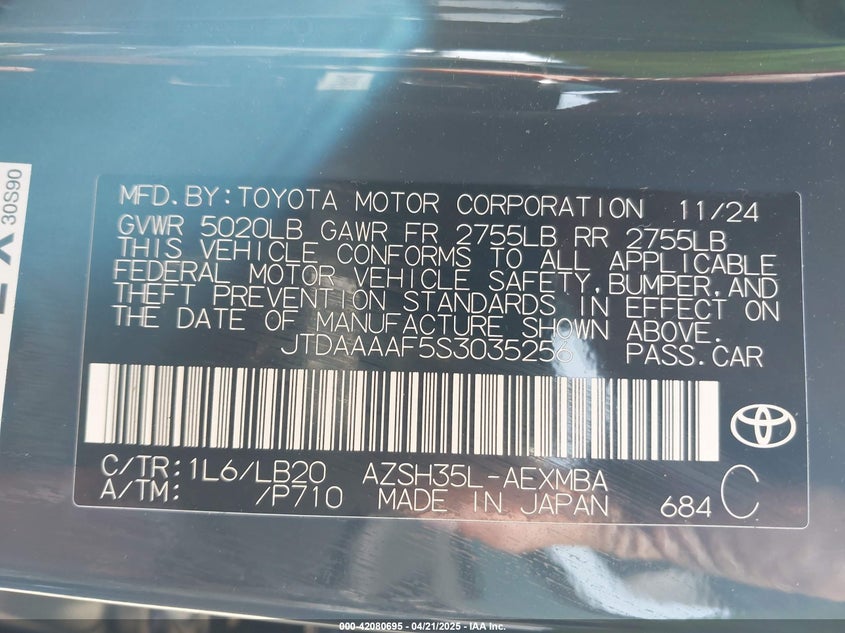 30S90
MFD.BY:TOYOTA MOTOR CORPORATION 11/24
GVWR 5020LB GAWR FR 2755LB RR 2755LB
THIS VEHICLE CONFORMS TO ALL APPLICABLE
FEDERAL MOTOR VEHICLE SAFETY,BUMPER,AND
THEFT PREVENTION STANDARDS IN EFFECT ON
THE DATE OF MANUFACTURE SHOWN ABOVE.
JTDAAAAF5S3035256 PASS.CAR
C/TR:1L6/LB20 AZSH35L-AEXMBA
A/TM: /P710 MADE IN JAPAN 684 C
000-42080695 - 04/21/2025 - IAA Inc.